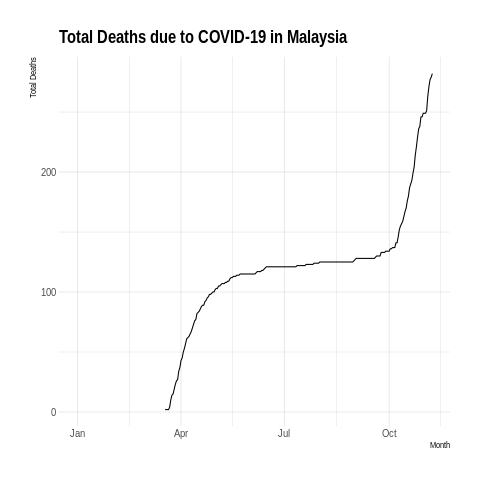 Total Deaths due to COVID-19 in Malaysia
Total Deaths
200
100
0
Jan Apr Jul Oct
Month